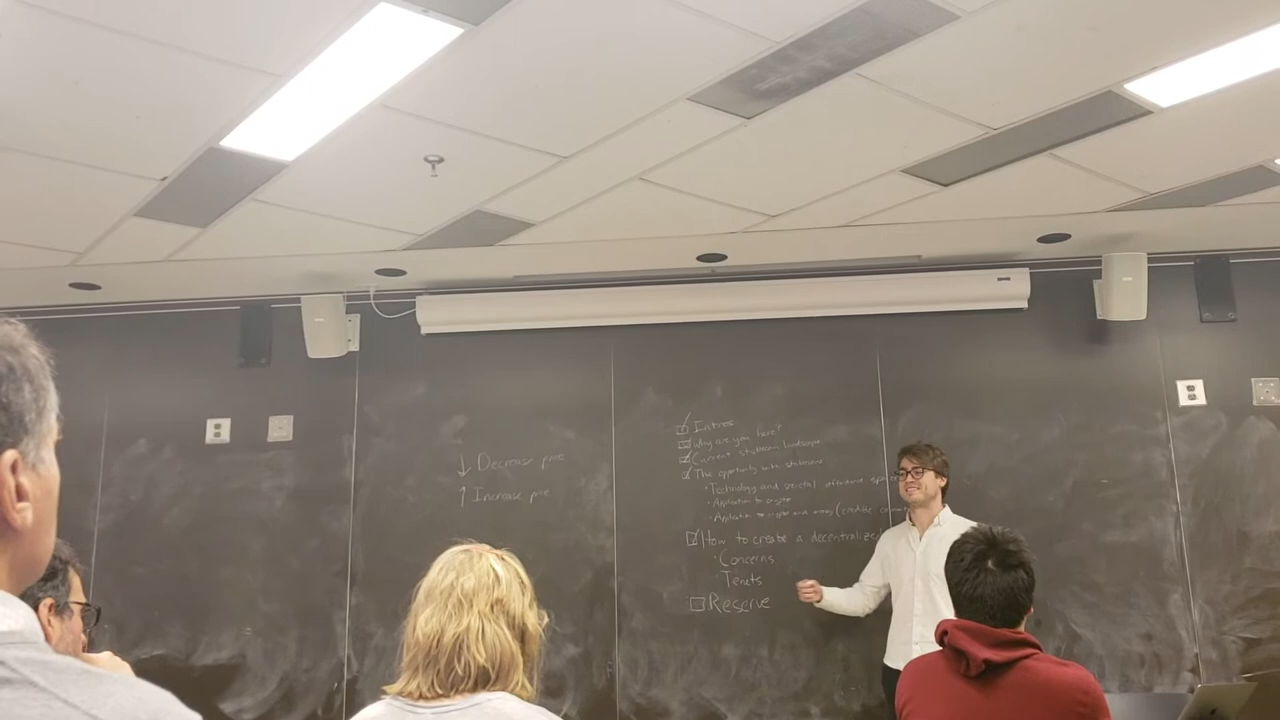 ↓ Decrease price
↑ Increase price
Intros
Why are you here?
Current stablecoin landscape
The opportunity with stablecoins
• Technology and societal
• Application to crypto
• Application to crypto and
How to create a decentralized
• Concerns
• Tenets
Reserve